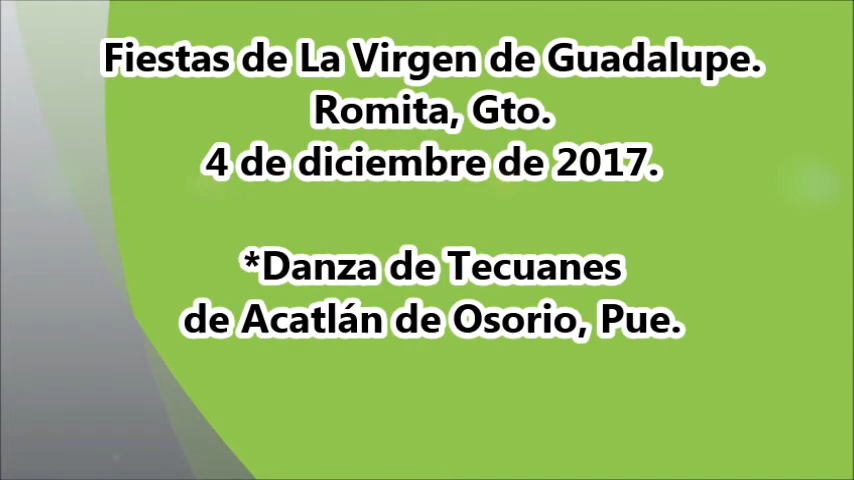 Fiestas de La Virgen de Guadalupe.
Romita, Gto.
4 de diciembre de 2017.
*Danza de Tecuanes
de Acatlán de Osorio, Pue.